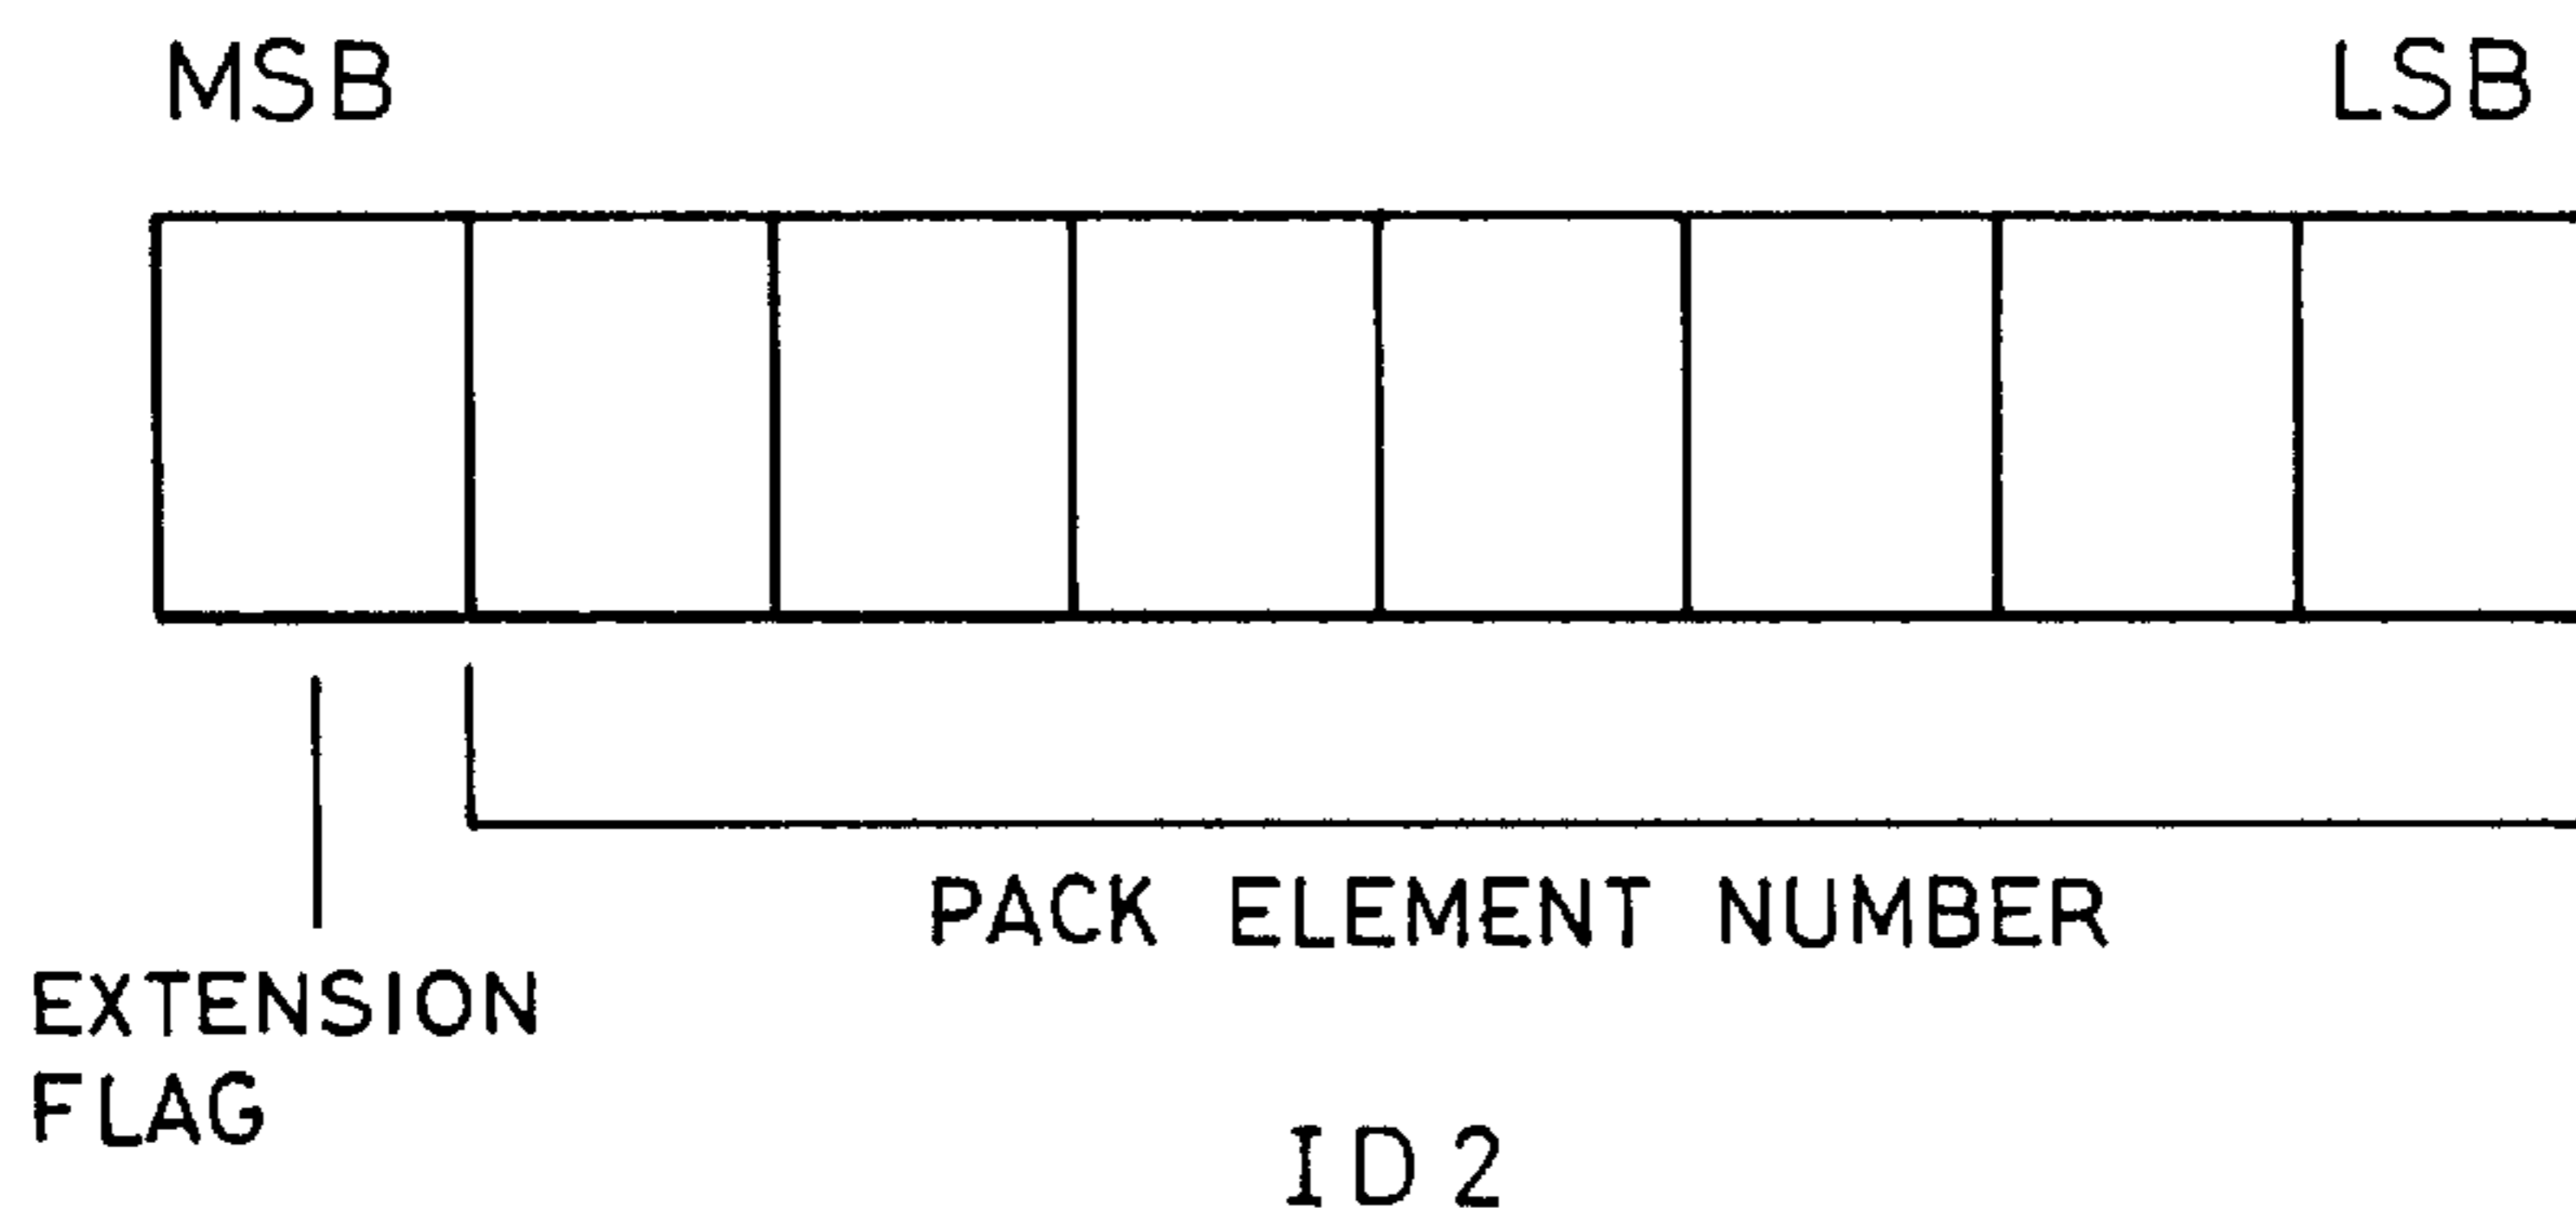 MSB
LSB
PACK ELEMENT NUMBER
EXTENSION
FLAG
ID2